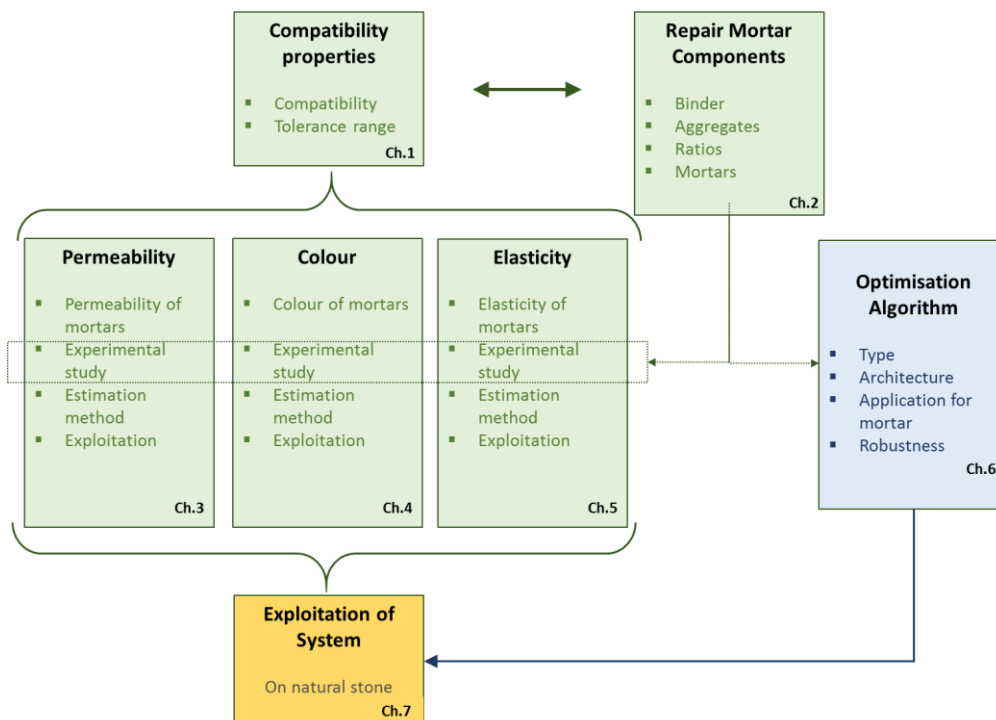 Compatibility
properties
▪ Compatibility
▪ Tolerance range
Ch.1
Repair Mortar
Components
▪ Binder
▪ Aggregates
▪ Ratios
▪ Mortars
Ch.2
Permeability
▪ Permeability of
mortars
▪ Experimental
study
▪ Estimation
method
▪ Exploitation
Ch.3
Colour
▪ Colour of mortars
▪ Experimental
study
▪ Estimation
method
▪ Exploitation
Ch.4
Elasticity
▪ Elasticity of
mortars
▪ Experimental
study
▪ Estimation
method
▪ Exploitation
Ch.5
Optimisation
Algorithm
▪ Type
▪ Architecture
▪ Application for
mortar
▪ Robustness
Ch.6
Exploitation of
System
On natural stone
Ch.7